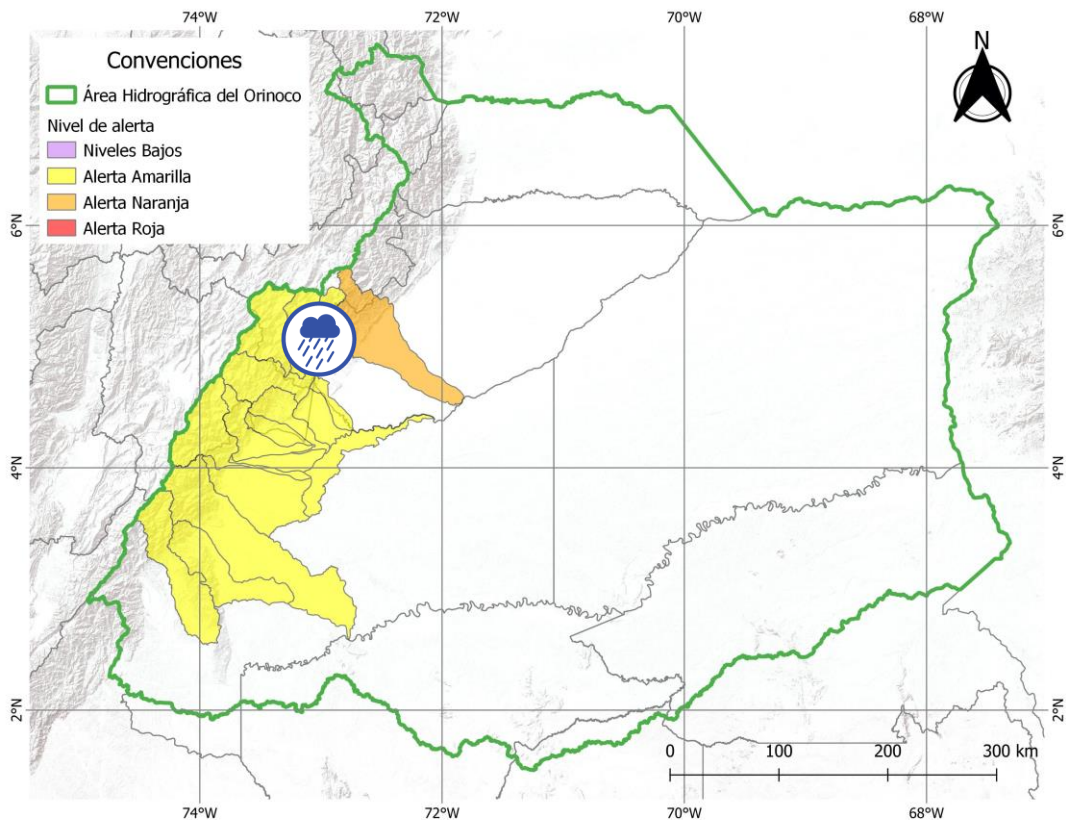 74°W
72°W
70°W
68°W
Convenciones
Área Hidrográfica del Orinoco
Nivel de alerta
Niveles Bajos
Alerta Amarilla
Alerta Naranja
Alerta Roja
N
6°N
6°N
4°N
4°N
2°N
2°N
0
100
200
300 km
74°W
72°W
70°W
68°W